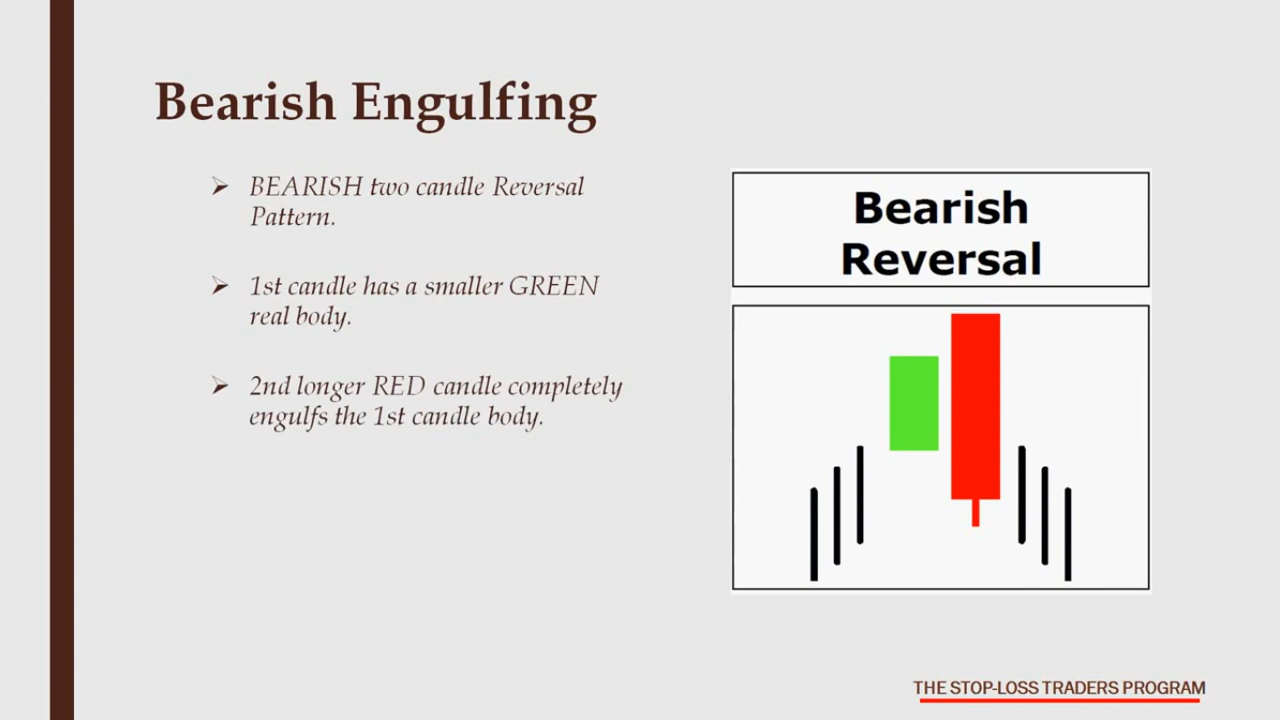 Bearish Engulfing
BEARISH two candle Reversal
Pattern.
1st candle has a smaller GREEN
real body.
2nd longer RED candle completely
engulfs the 1st candle body.
Bearish
Reversal
THE STOP-LOSS TRADERS PROGRAM